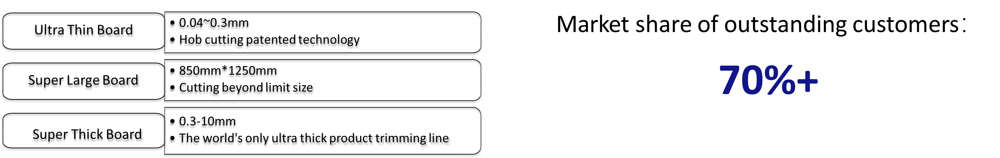 Ultra Thin Board
• 0.04~0.3mm
• Hob cutting patented technology
Super Large Board
• 850mm*1250mm
• Cutting beyond limit size
Super Thick Board
• 0.3-10mm
• The world's only ultra thick product trimming line
Market share of outstanding customers：
70%+